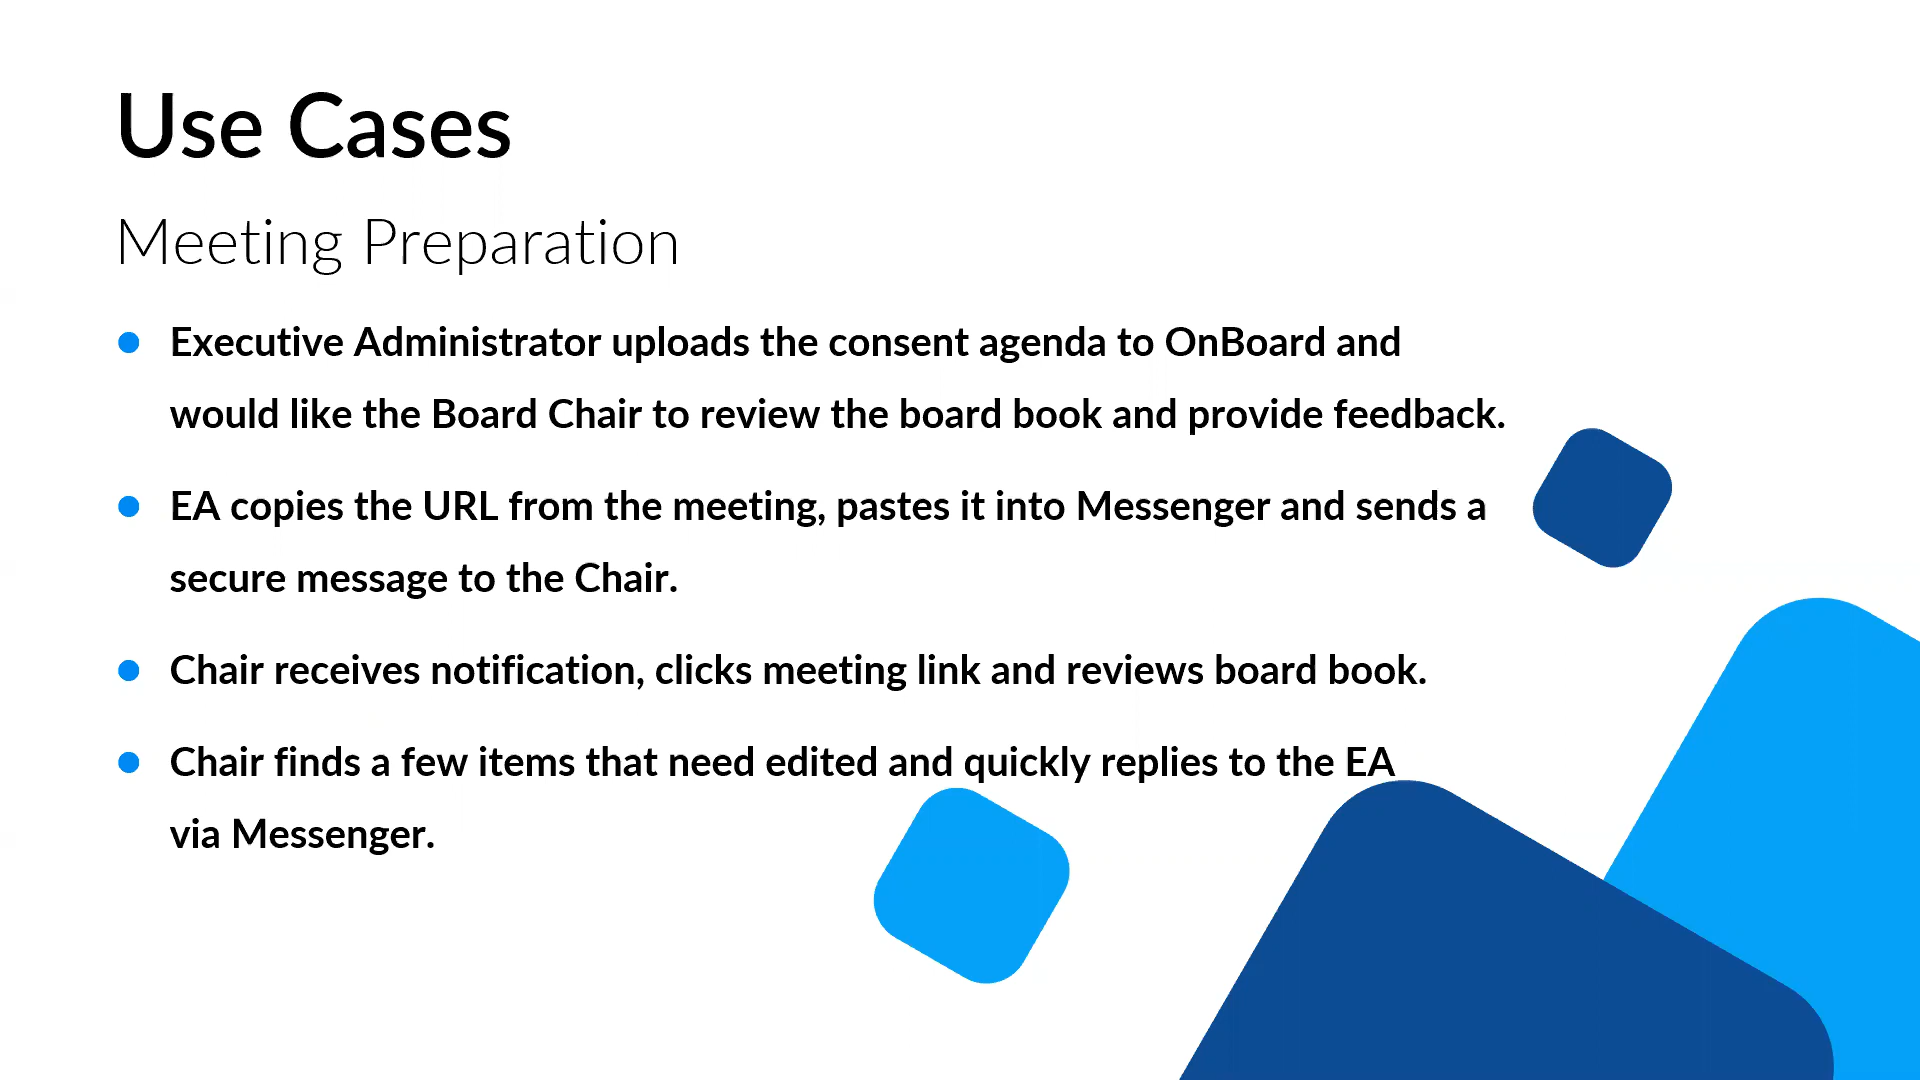 Use Cases
Meeting Preparation
Executive Administrator uploads the consent agenda to OnBoard and
would like the Board Chair to review the board book and provide feedback.
EA copies the URL from the meeting, pastes it into Messenger and sends a
secure message to the Chair.
Chair receives notification, clicks meeting link and reviews board book.
Chair finds a few items that need edited and quickly replies to the EA
via Messenger.